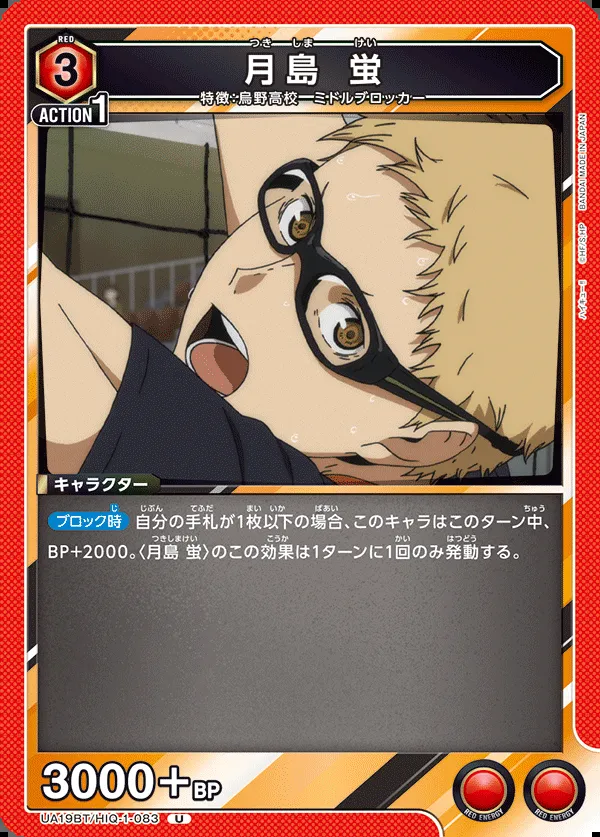 RED
3
ACTION 1
つき しま けい
月島 蛍
特徴:烏野高校 ミドルブロッカー
©HF/S,HP BANDAI MADE IN JAPAN
ハイキュー!!
キャラクター
ブロック時 自分の手札が1枚以下の場合、このキャラはこのターン中、
BP+2000。〈月島 蛍〉のこの効果は1ターンに1回のみ発動する。
3000+BP
UA19BT/HIQ-1-083 U
RED ENERGY
RED ENERGY